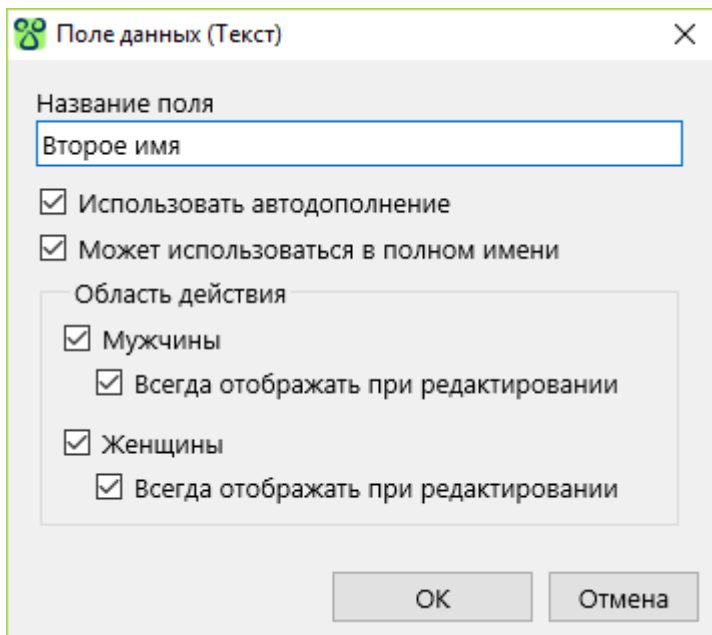 Поле данных (Текст)
Название поля
Второе имя
Использовать автодополнение
Может использоваться в полном имени
Область действия
Мужчины
Всегда отображать при редактировании
Женщины
Всегда отображать при редактировании
ОК Отмена